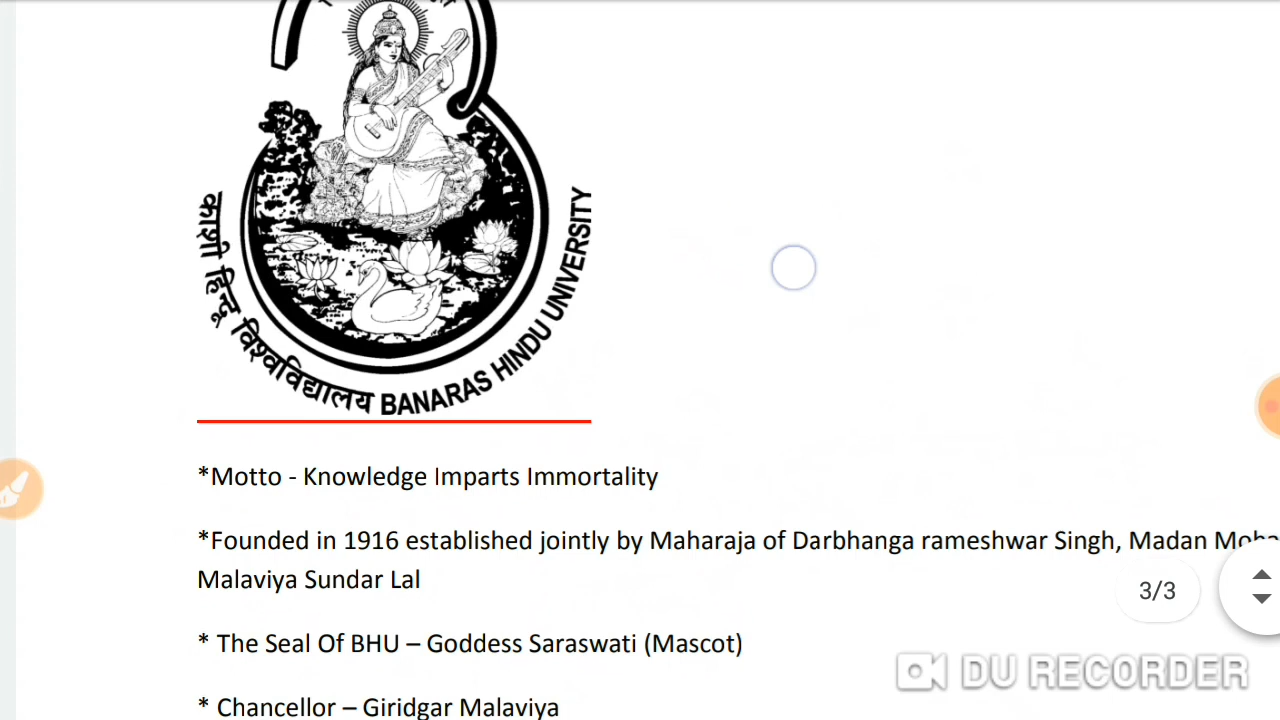 काशी हिन्दू विश्वविद्यालय BANARAS HINDU UNIVERSITY
*Motto - Knowledge Imparts Immortality
*Founded in 1916 established jointly by Maharaja of Darbhanga rameshwar Singh, Madan
Malaviya Sundar Lal
3/3
* The Seal Of BHU – Goddess Saraswati (Mascot)
DU RECORDER
* Chancellor – Giridgar Malaviya